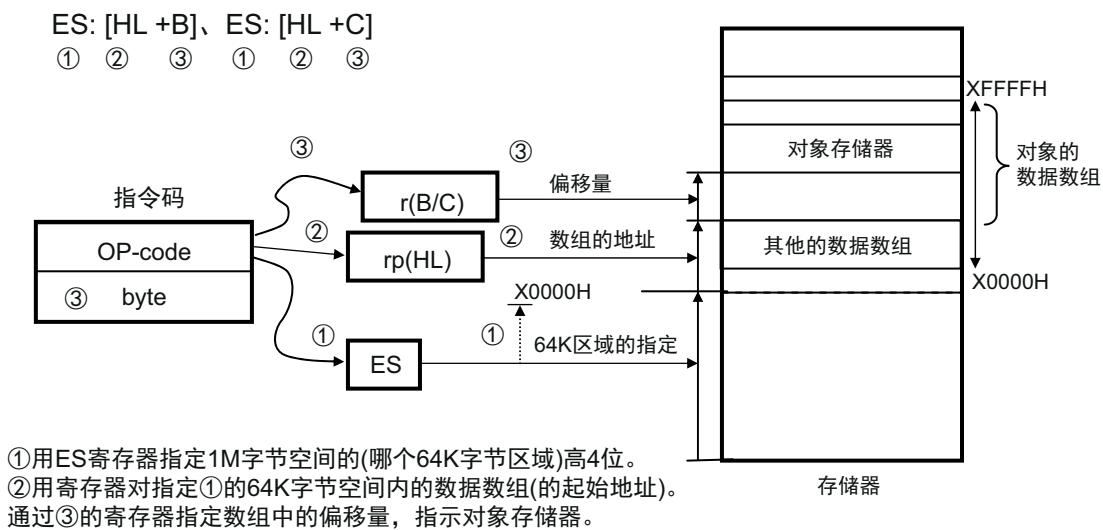 ES: [HL +B]、ES: [HL +C]
① ② ③ ① ② ③
XFFFFH
③
③
对象存储器
对象的
数据数组
指令码
r(B/C)
偏移量
OP-code
②
rp(HL)
②
数组的地址
其他的数据数组
③ byte
X0000H
X0000H
①
ES
①
64K区域的指定
①用ES寄存器指定1M字节空间的(哪个64K字节区域)高4位。
②用寄存器对指定①的64K字节空间内的数据数组(的起始地址)。
存储器
通过③的寄存器指定数组中的偏移量，指示对象存储器。